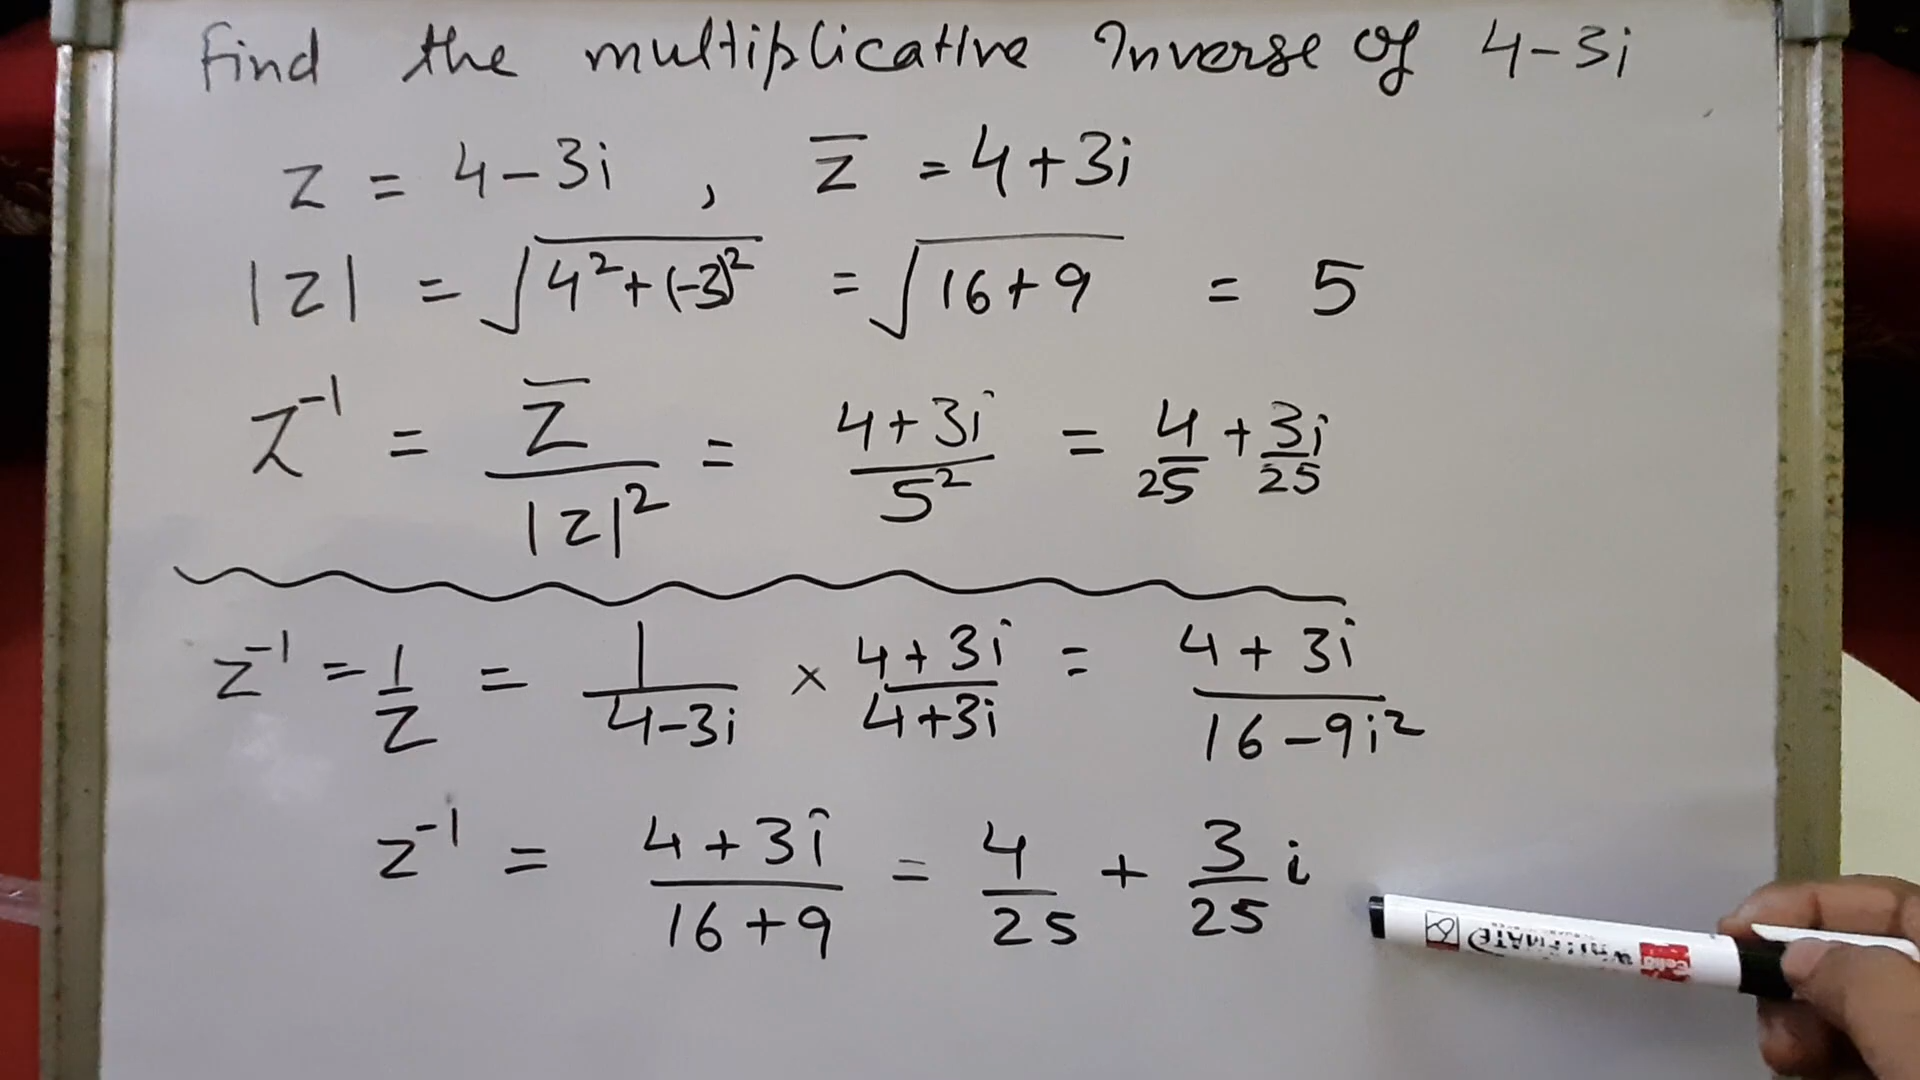 Find the multiplicative Inverse of 4-3i
z = 4-3i , z̅ = 4+3i
|z| = √(4²+(-3)²) = √(16+9) = 5
z⁻¹ = z̅/|z|² = (4+3i)/5² = 4/25 + 3i/25
z⁻¹ = 1/z = 1/(4-3i) × (4+3i)/(4+3i) = (4+3i)/(16-9i²)
z⁻¹ = (4+3i)/(16+9) = 4/25 + 3/25 i
Cello WHITEMATE